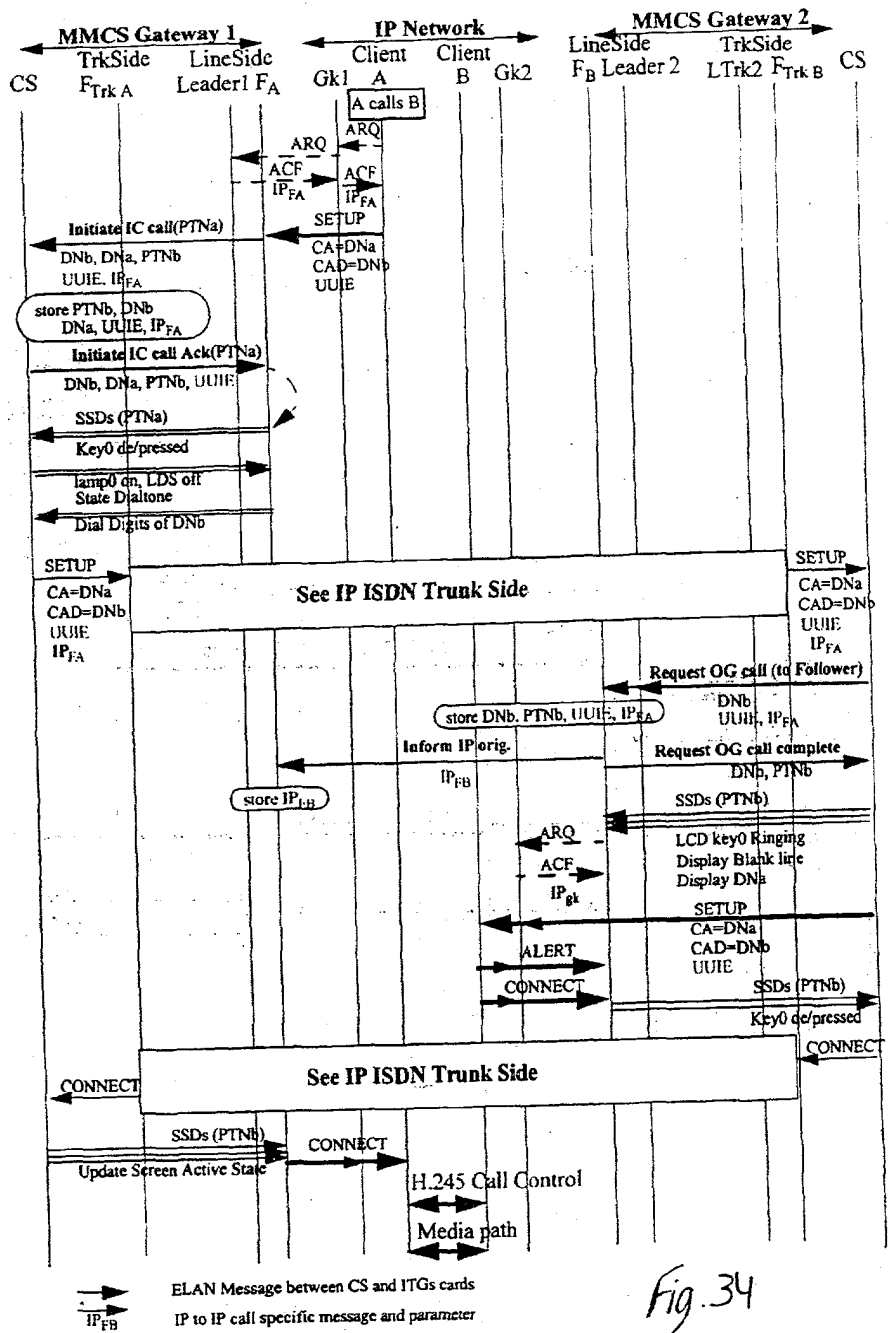 MMCS Gateway 1
IP Network
MMCS Gateway 2
CS
TrkSide
F Trk A
LineSide
Leader1 FA
Gk1
Client
A
Client
B
Gk2
LineSide
FB Leader 2
TrkSide
LTrk2 F Trk B
CS
A calls B
ARQ
ARQ
ACF
IPFA
ACF
IPFA
SETUP
CA=DNa
CAD=DNb
UUIE
Initiate IC call(PTNa)
DNb, DNa, PTNb
UUIE, IPFA
store PTNb, DNb
DNa, UUIE, IPFA
Initiate IC call Ack(PTNa)
DNb, DNa, PTNb, UUIE
SSDs (PTNa)
Key0 de/pressed
lamp0 on, LDS off
State Dialtone
Dial Digits of DNb
SETUP
CA=DNa
CAD=DNb
UUIE
IPFA
See IP ISDN Trunk Side
SETUP
CA=DNa
CAD=DNb
UUIE
IPFA
Request OG call (to Follower)
DNb
UUIE, IPFA
store DNb, PTNb, UUIE, IPFA
Inform IP orig.
IPFB
Request OG call complete
DNb, PTNb
store IPFB
SSDs (PTNb)
LCD key0 Ringing
Display Blank line
Display DNa
ARQ
ACF
IPgk
SETUP
CA=DNa
CAD=DNb
UUIE
ALERT
CONNECT
SSDs (PTNb)
Key0 de/pressed
CONNECT
See IP ISDN Trunk Side
CONNECT
SSDs (PTNb)
Update Screen Active State
CONNECT
H.245 Call Control
Media path
ELAN Message between CS and ITGs cards
IPFB IP to IP call specific message and parameter
Fig. 34